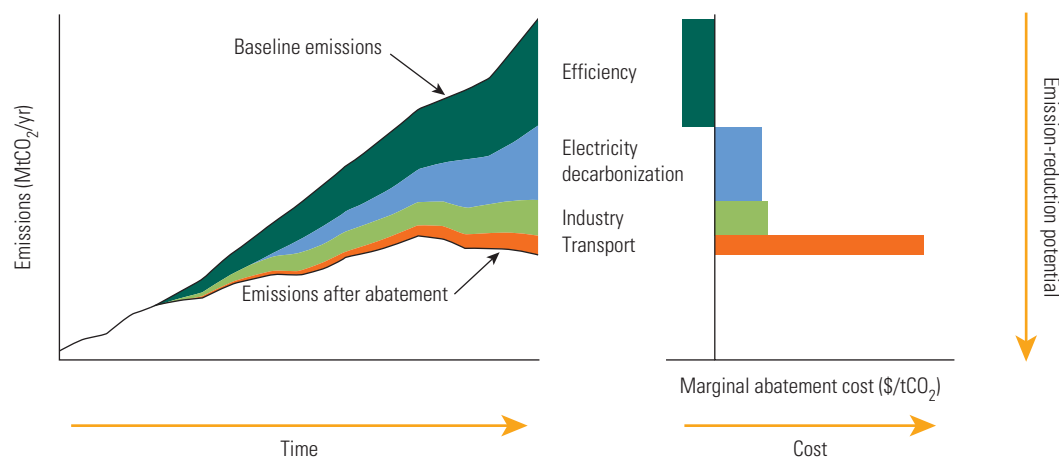 Emissions (MtCO₂/yr)
Baseline emissions
Emissions after abatement
Time
Efficiency
Electricity
decarbonization
Industry
Transport
Marginal abatement cost ($/tCO₂)
Cost
Emission-reduction potential